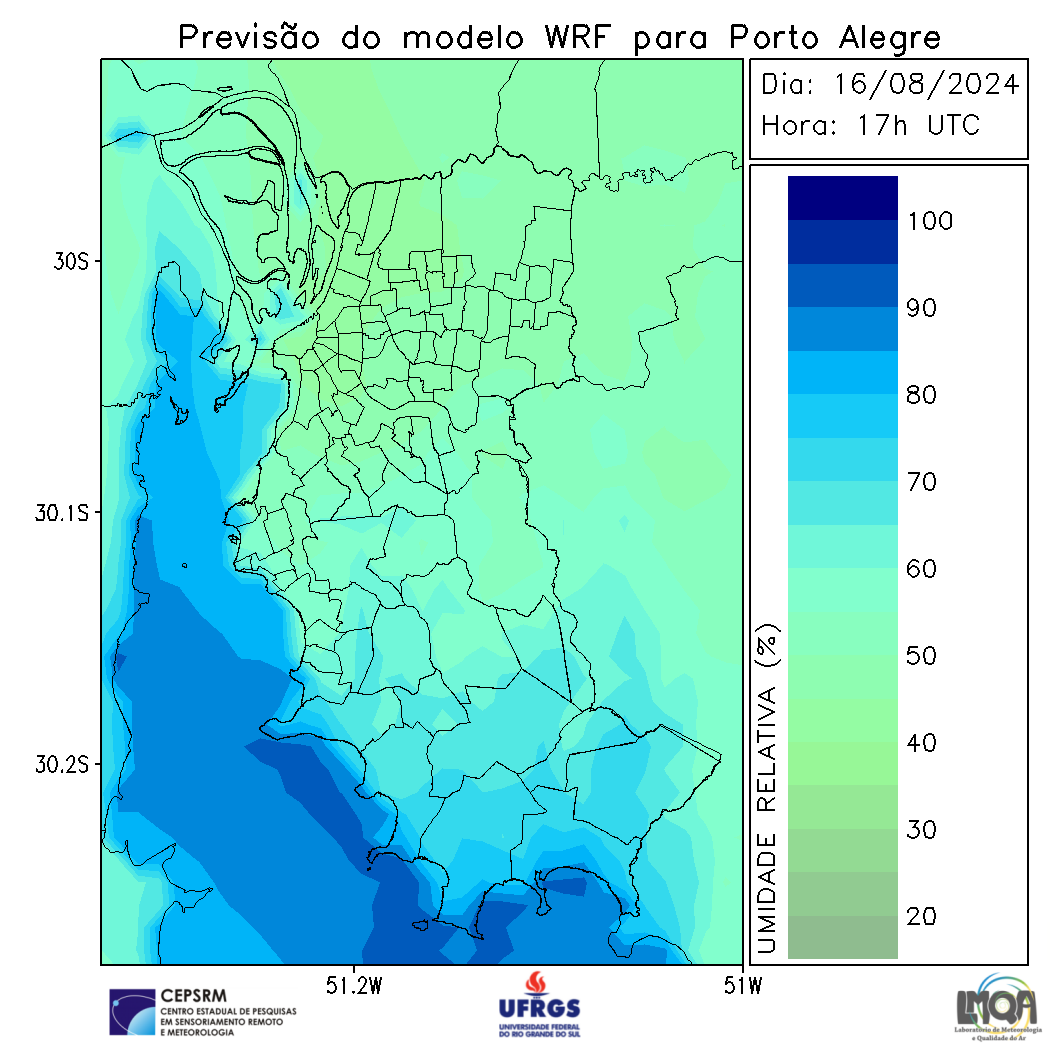 Previsão do modelo WRF para Porto Alegre
Dia: 16/08/2024
Hora: 17h UTC
30S
30.1S
30.2S
51.2W
51W
100
90
80
70
60
50
40
30
20
UMIDADE RELATIVA (%)
CEPSRM
CENTRO ESTADUAL DE PESQUISAS
EM SENSORIAMENTO REMOTO
E METEOROLOGIA
UFRGS
UNIVERSIDADE FEDERAL
DO RIO GRANDE DO SUL
LMQA
Laboratório de Meteorologia
e Qualidade do Ar